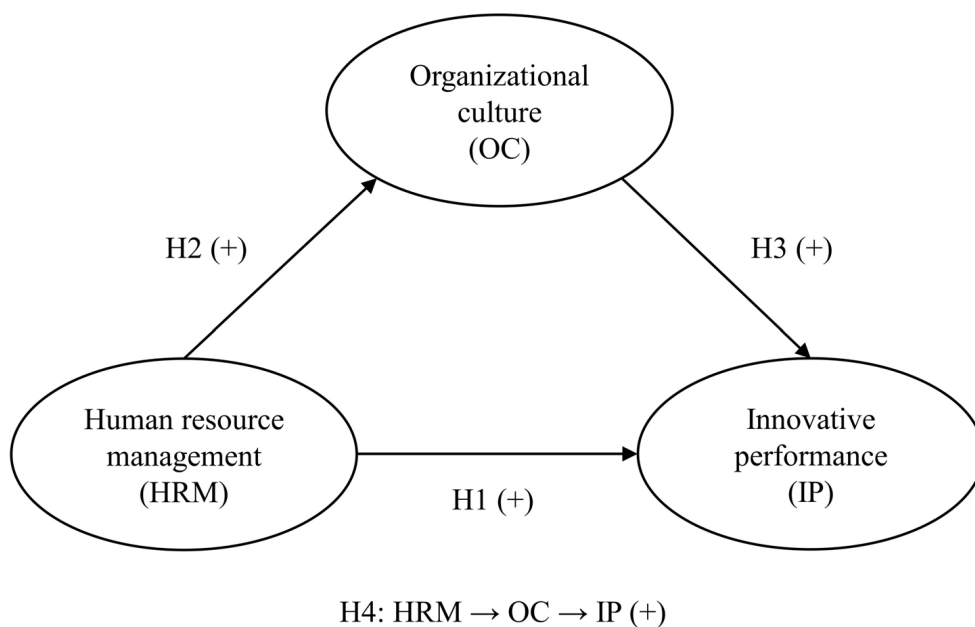 Organizational
culture
(OC)
H2 (+)
H3 (+)
Human resource
management
(HRM)
H1 (+)
Innovative
performance
(IP)
H4: HRM → OC → IP (+)